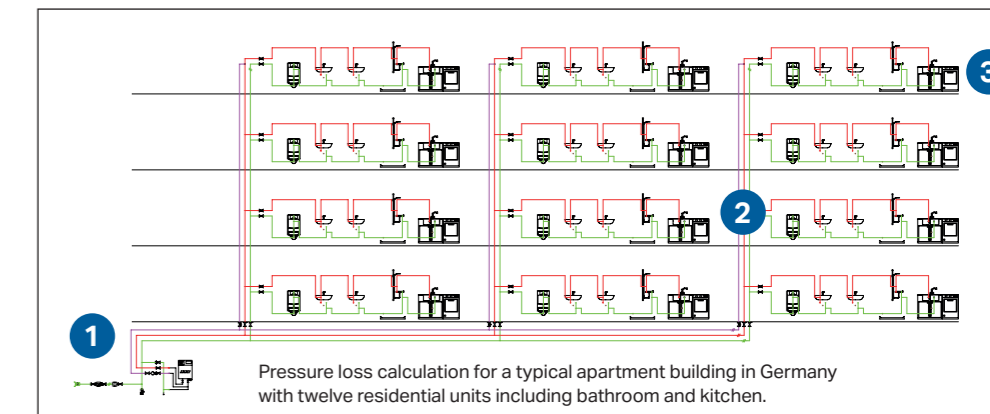 3
2
1
Pressure loss calculation for a typical apartment building in Germany
with twelve residential units including bathroom and kitchen.